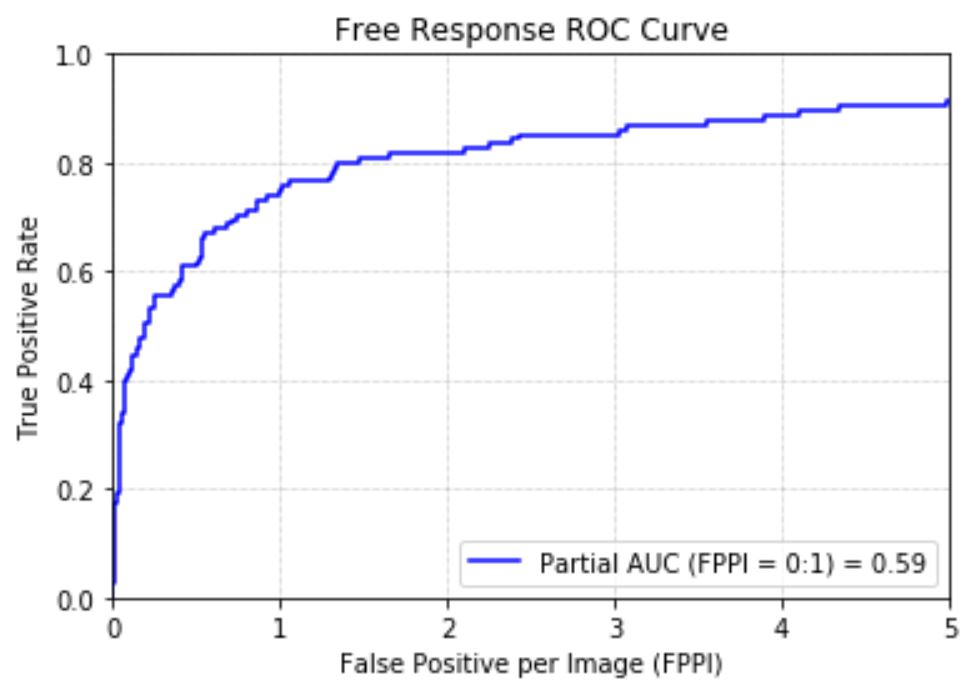 Free Response ROC Curve
1.0
0.8
0.6
0.4
0.2
0.0
True Positive Rate
Partial AUC (FPPI = 0:1) = 0.59
0 1 2 3 4 5
False Positive per Image (FPPI)